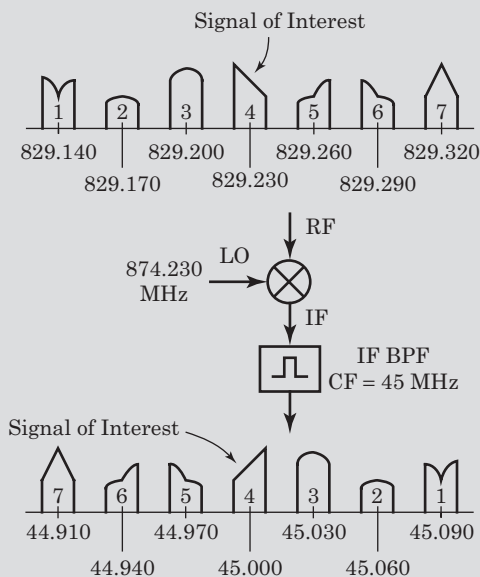 Signal of Interest
1 2 3 4 5 6 7
829.140 829.200 829.260 829.320
829.170 829.230 829.290
RF
LO
874.230
MHz
IF
IF BPF
CF = 45 MHz
Signal of Interest
7 6 5 4 3 2 1
44.910 44.970 45.030 45.090
44.940 45.000 45.060